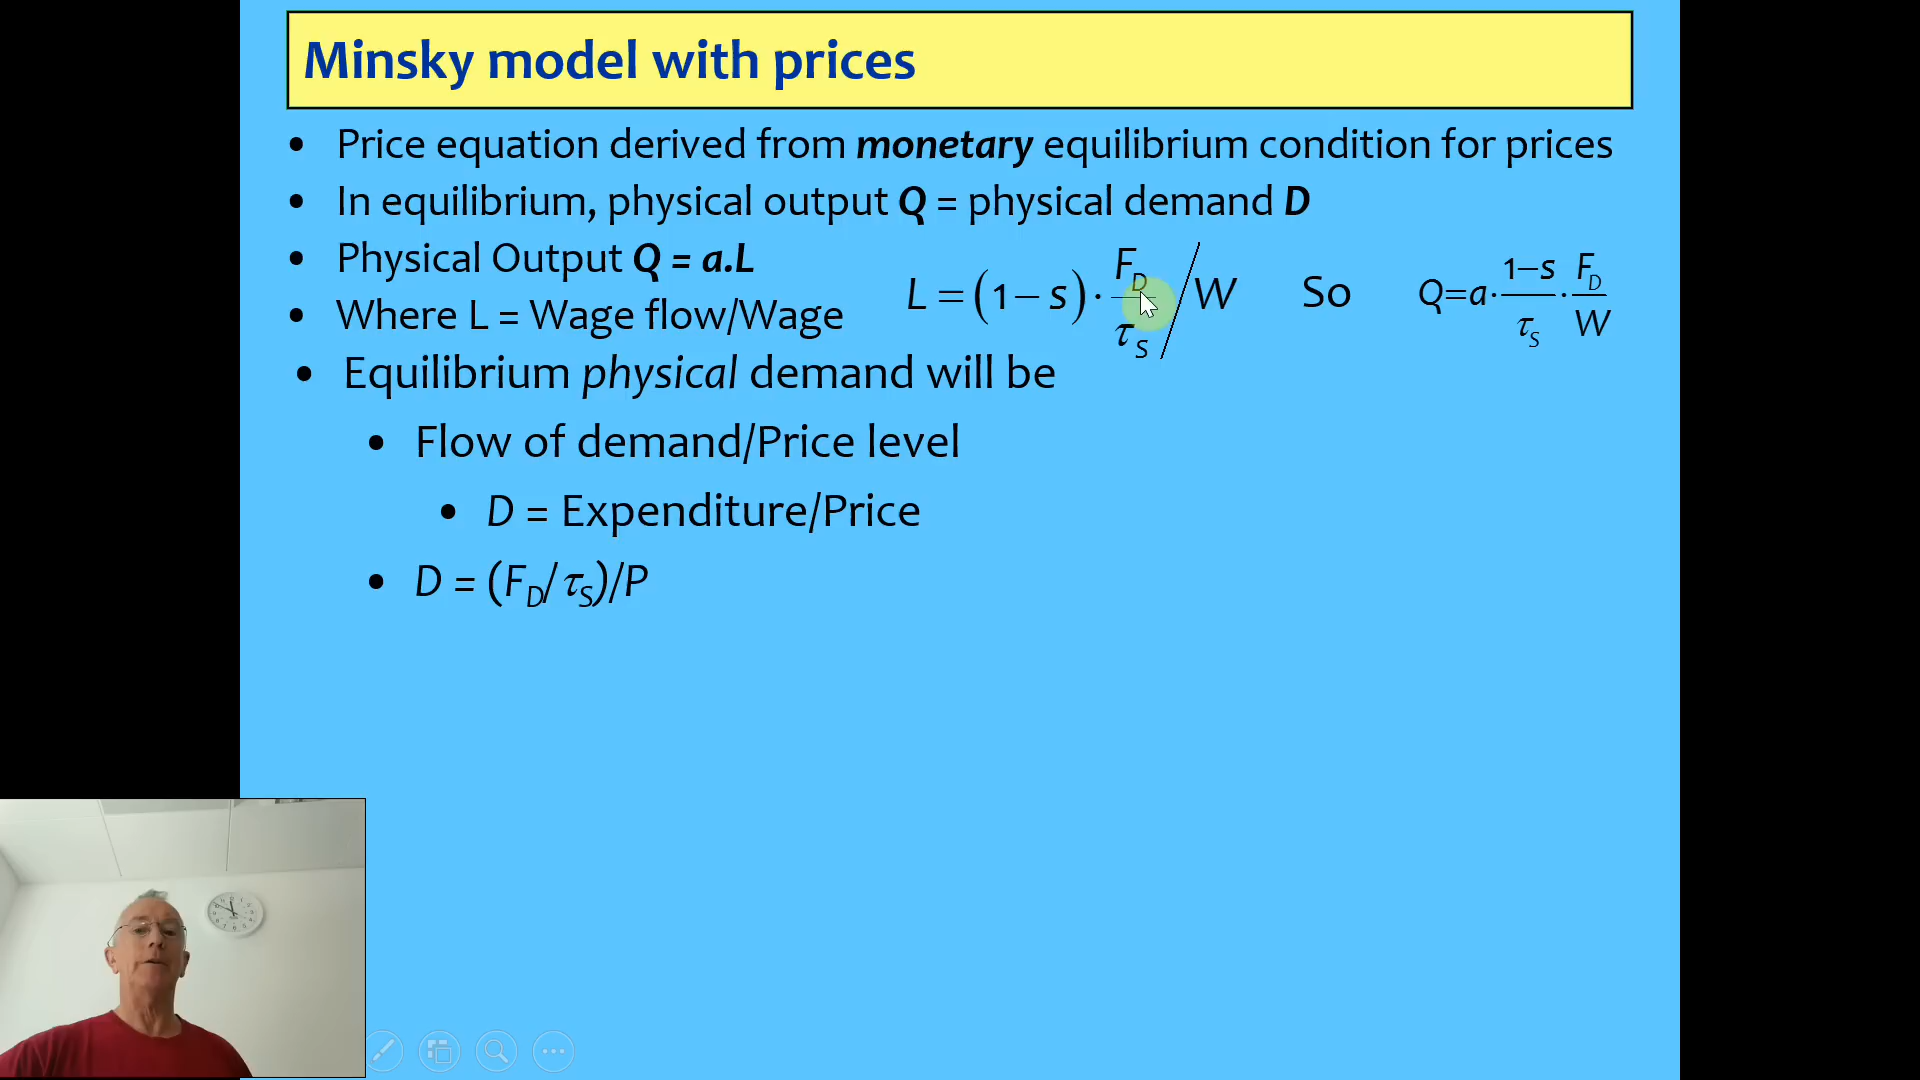 Minsky model with prices
• Price equation derived from monetary equilibrium condition for prices
• In equilibrium, physical output Q = physical demand D
• Physical Output Q = a.L
• Where L = Wage flow/Wage
L = (1 − s) · F_D / τ_S / W So Q = a · 1−s / τ_S · F_D / W
• Equilibrium physical demand will be
• Flow of demand/Price level
• D = Expenditure/Price
• D = (F_D/τ_S)/P